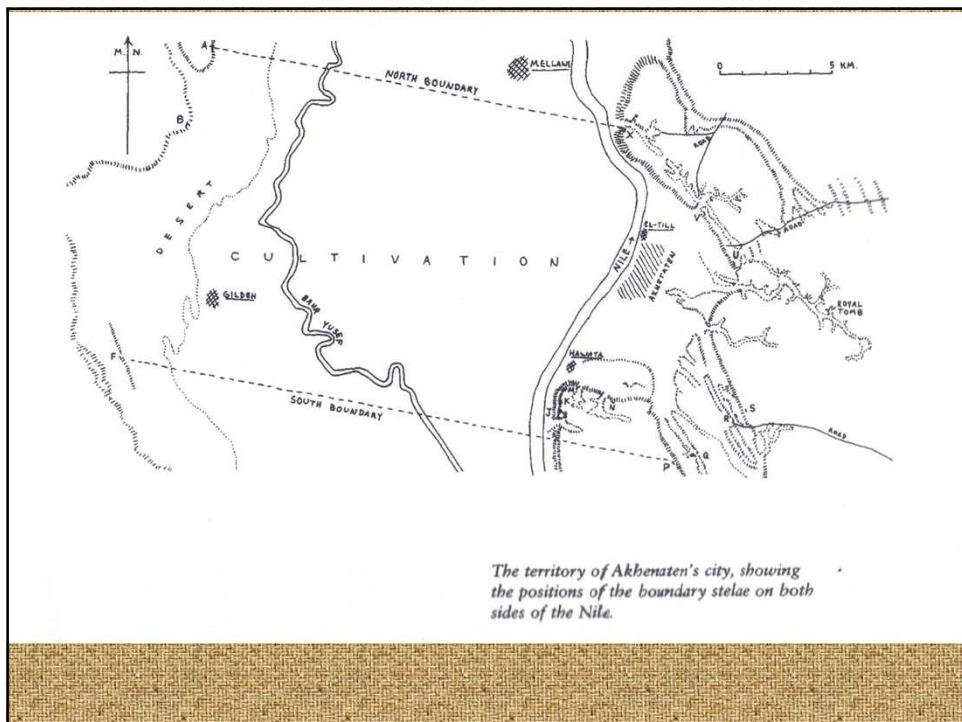 M. N.
A
NORTH BOUNDARY
MELLAWI
0 5 KM.
B
X
ROAD
V
DESERT
EL-TILL
ROAD
U
NILE
CULTIVATION
AKHETATEN
GILDEH
BAHR YUSEF
ROYAL TOMB
F
HAWATA
SOUTH BOUNDARY
M
K
J
N
S
R
ROAD
Q
P
The territory of Akhenaten's city, showing
the positions of the boundary stelae on both
sides of the Nile.